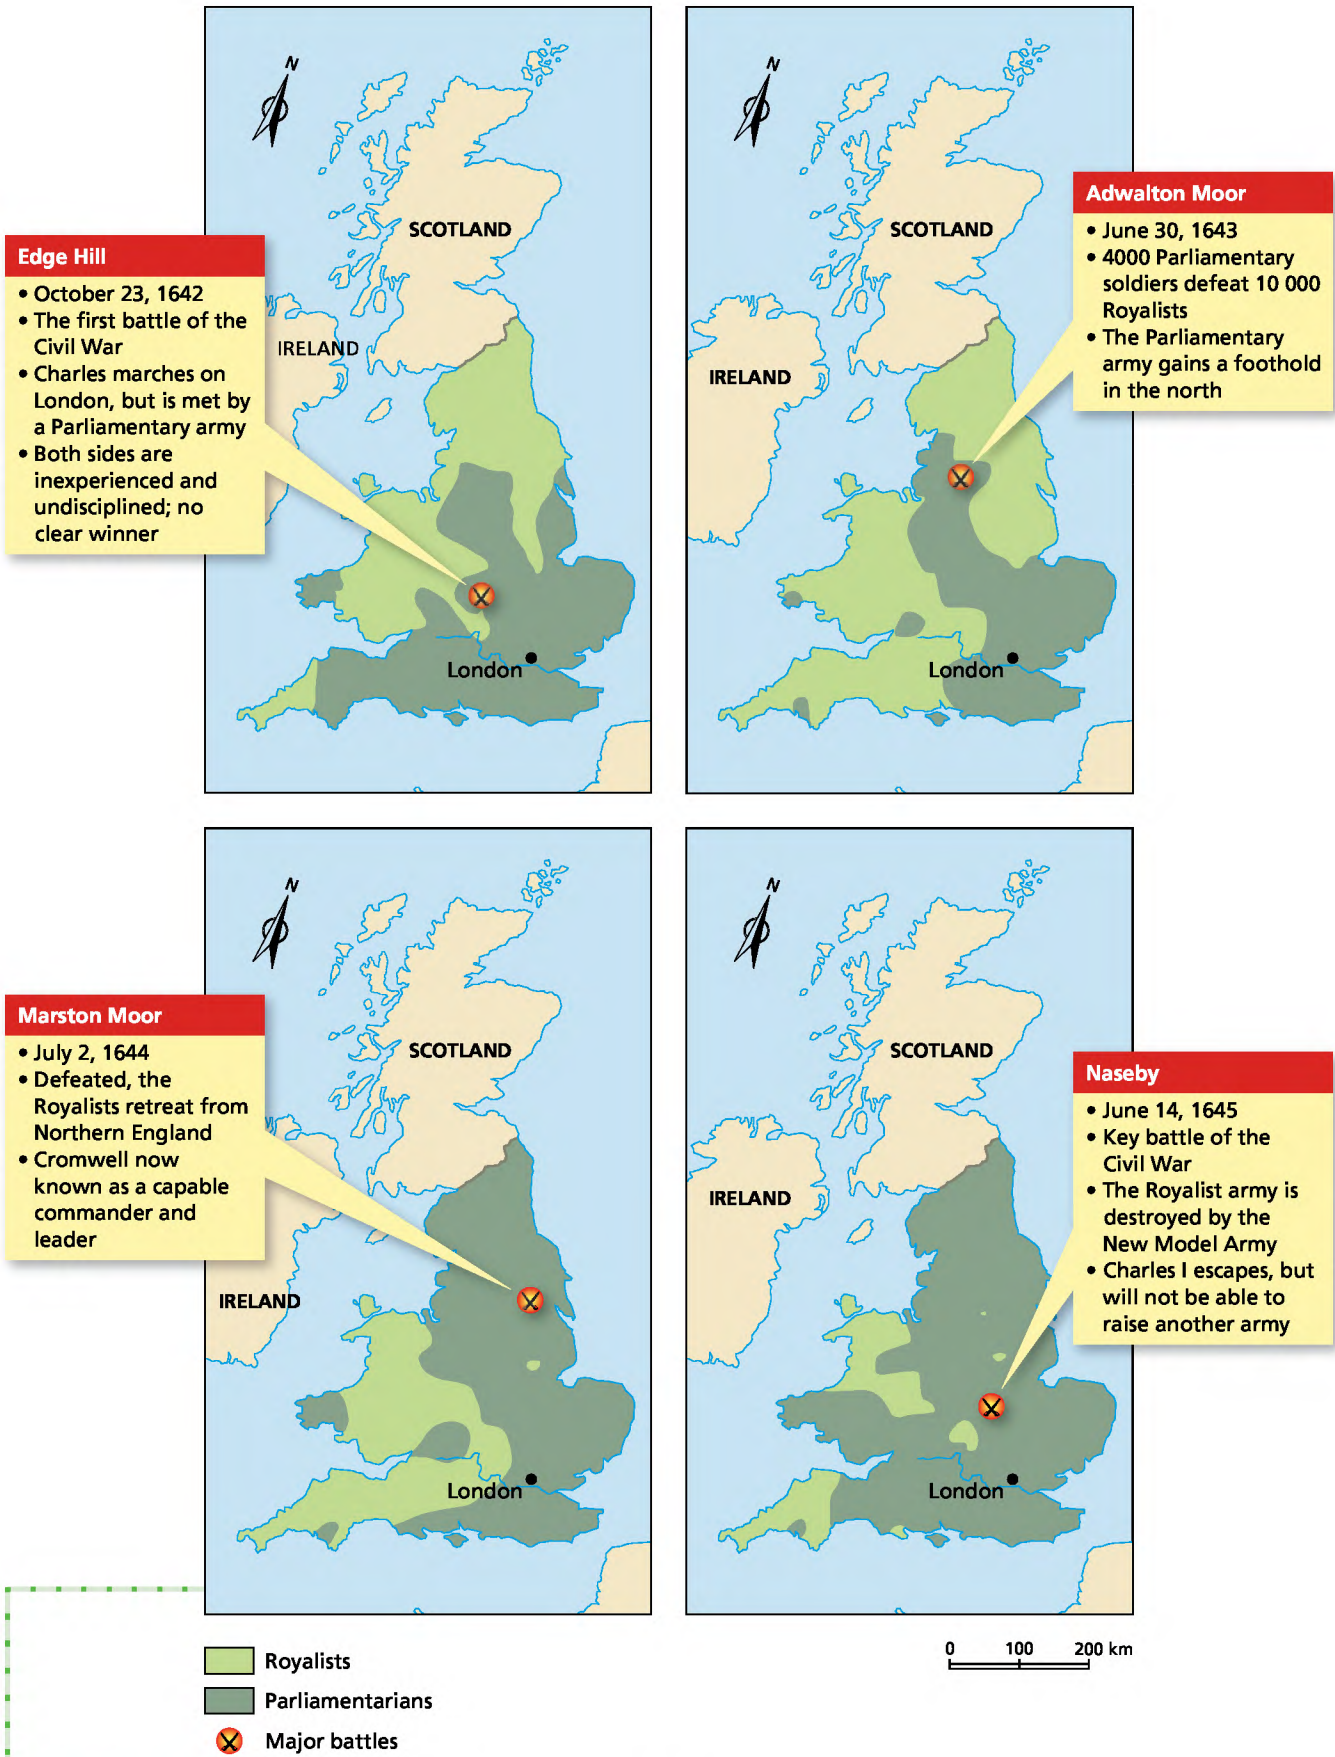 N
SCOTLAND
IRELAND
London
Edge Hill
• October 23, 1642
• The first battle of the
Civil War
• Charles marches on
London, but is met by
a Parliamentary army
• Both sides are
inexperienced and
undisciplined; no
clear winner
N
SCOTLAND
IRELAND
London
Adwalton Moor
• June 30, 1643
• 4000 Parliamentary
soldiers defeat 10 000
Royalists
• The Parliamentary
army gains a foothold
in the north
N
SCOTLAND
IRELAND
London
Marston Moor
• July 2, 1644
• Defeated, the
Royalists retreat from
Northern England
• Cromwell now
known as a capable
commander and
leader
N
SCOTLAND
IRELAND
London
Naseby
• June 14, 1645
• Key battle of the
Civil War
• The Royalist army is
destroyed by the
New Model Army
• Charles I escapes, but
will not be able to
raise another army
Royalists
Parliamentarians
Major battles
0 100 200 km